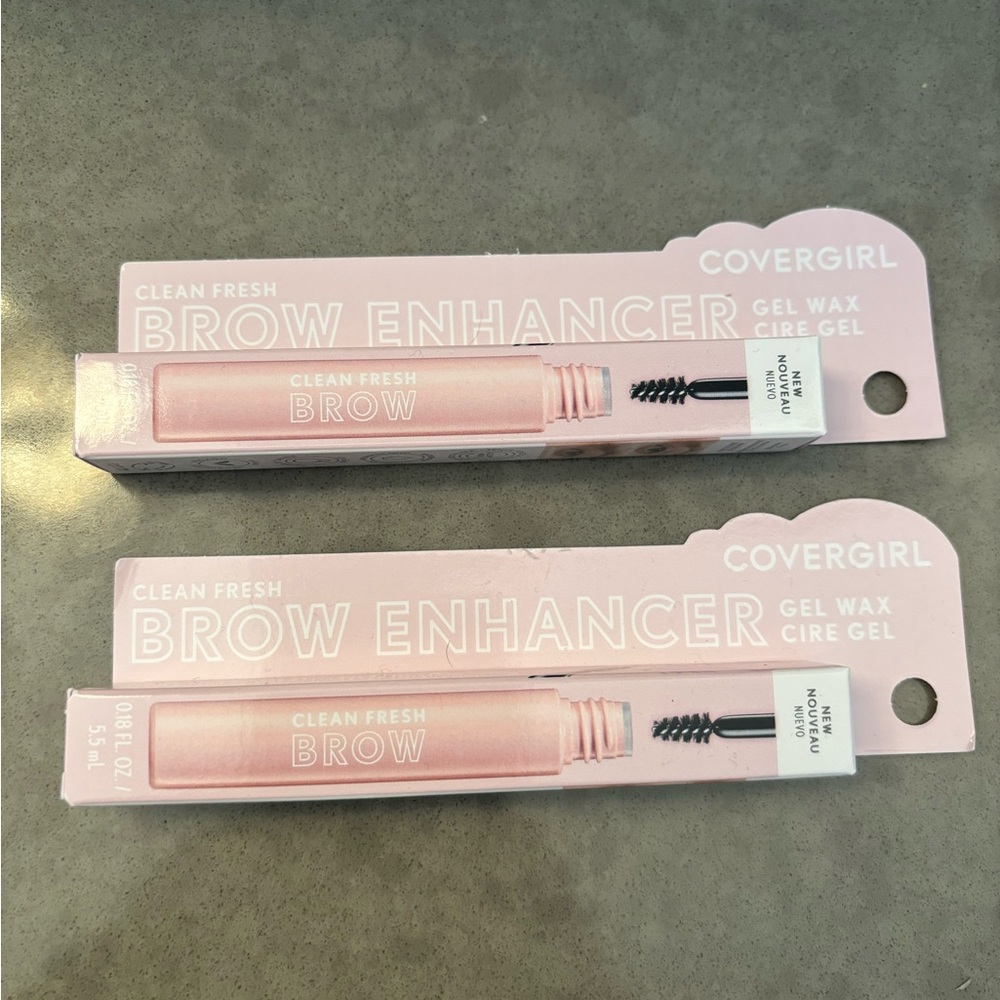 COVERGIRL
CLEAN FRESH
BROW ENHANCER
GEL WAX
CIRE GEL
CLEAN FRESH
BROW
NEW
NOUVEAU
NUEVO
COVERGIRL
CLEAN FRESH
BROW ENHANCER
GEL WAX
CIRE GEL
0.18 FL. OZ. /
5.5 mL
CLEAN FRESH
BROW
NEW
NOUVEAU
NUEVO